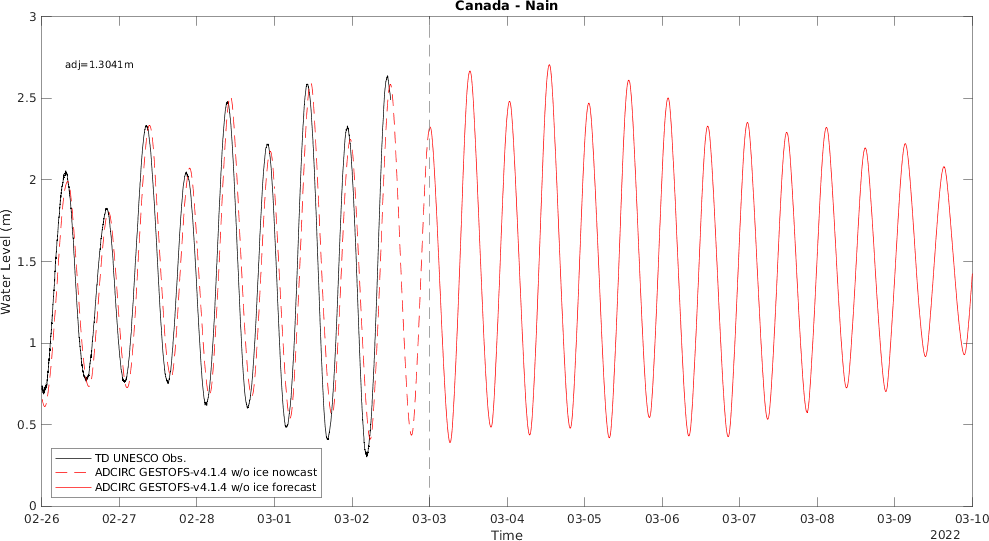 Canada - Nain
3
adj=1.3041m
2.5
2
1.5
1
0.5
0
Water Level (m)
TD UNESCO Obs.
ADCIRC GESTOFS-v4.1.4 w/o ice nowcast
ADCIRC GESTOFS-v4.1.4 w/o ice forecast
02-26 02-27 02-28 03-01 03-02 03-03 03-04 03-05 03-06 03-07 03-08 03-09 03-10
Time
2022